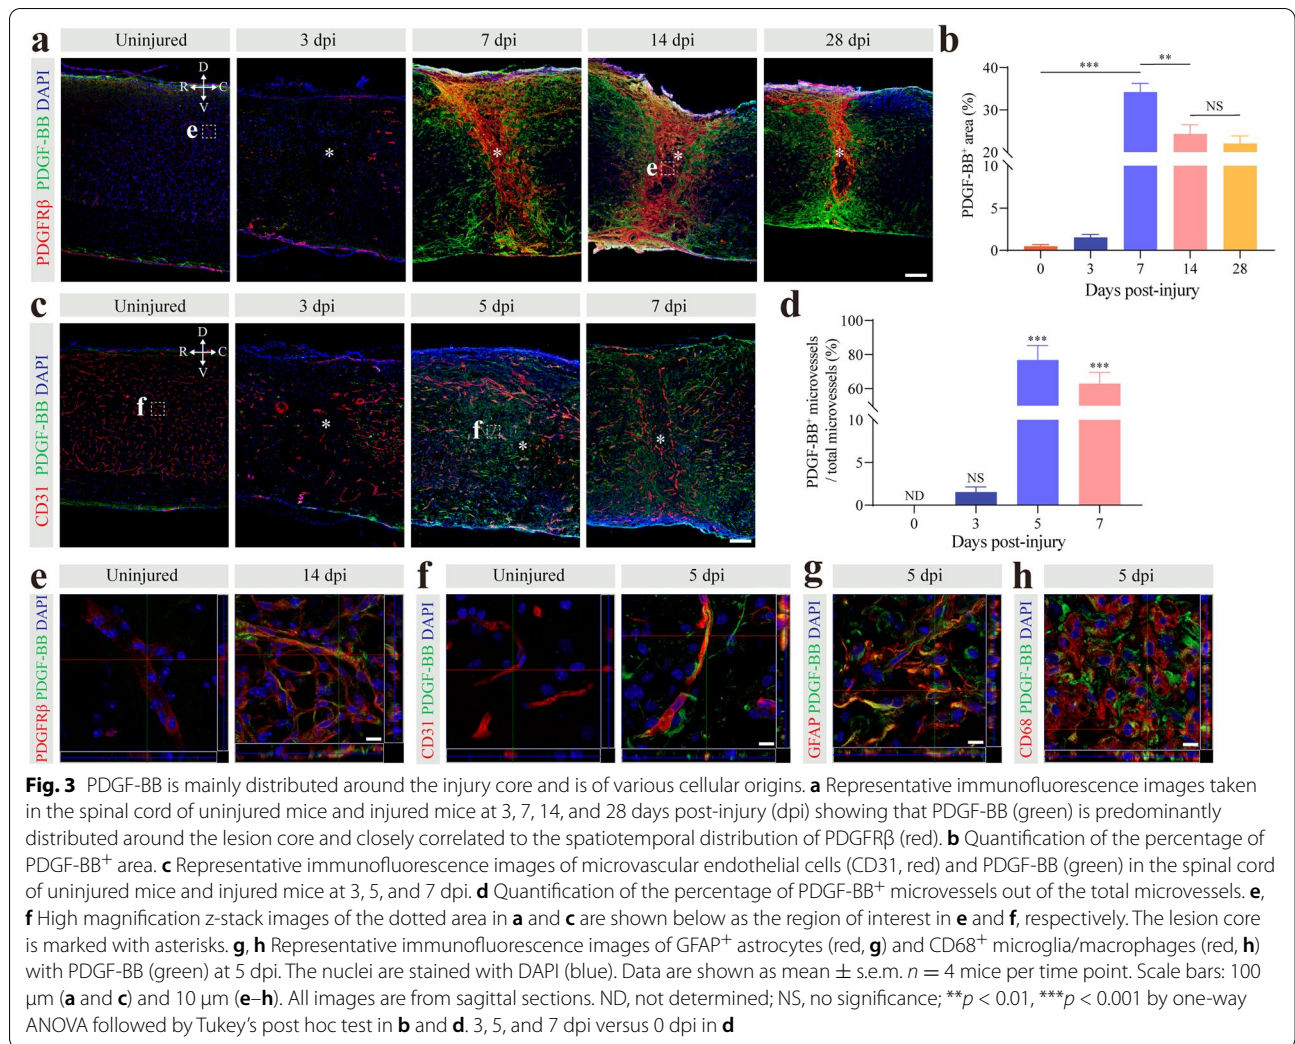 a
Uninjured
3 dpi
7 dpi
14 dpi
28 dpi
PDGFRβ PDGF-BB DAPI
D
R C
V
e
*
*
e *
*
b
PDGF-BB⁺ area (%)
40
30
20
10
5
0
***
**
NS
0 3 7 14 28
Days post-injury
c
Uninjured
3 dpi
5 dpi
7 dpi
CD31 PDGF-BB DAPI
D
R C
V
f
*
f *
*
d
PDGF-BB⁺ microvessels
/ total microvessels (%)
100
80
60
10
5
0
ND
NS
***
***
0 3 5 7
Days post-injury
e
Uninjured
14 dpi
PDGFRβ PDGF-BB DAPI
f
Uninjured
5 dpi
CD31 PDGF-BB DAPI
g
5 dpi
GFAP PDGF-BB DAPI
h
5 dpi
CD68 PDGF-BB DAPI
Fig. 3 PDGF-BB is mainly distributed around the injury core and is of various cellular origins. a Representative immunofluorescence images taken
in the spinal cord of uninjured mice and injured mice at 3, 7, 14, and 28 days post-injury (dpi) showing that PDGF-BB (green) is predominantly
distributed around the lesion core and closely correlated to the spatiotemporal distribution of PDGFRβ (red). b Quantification of the percentage of
PDGF-BB⁺ area. c Representative immunofluorescence images of microvascular endothelial cells (CD31, red) and PDGF-BB (green) in the spinal cord
of uninjured mice and injured mice at 3, 5, and 7 dpi. d Quantification of the percentage of PDGF-BB⁺ microvessels out of the total microvessels. e,
f High magnification z-stack images of the dotted area in a and c are shown below as the region of interest in e and f, respectively. The lesion core
is marked with asterisks. g, h Representative immunofluorescence images of GFAP⁺ astrocytes (red, g) and CD68⁺ microglia/macrophages (red, h)
with PDGF-BB (green) at 5 dpi. The nuclei are stained with DAPI (blue). Data are shown as mean ± s.e.m. n = 4 mice per time point. Scale bars: 100
μm (a and c) and 10 μm (e–h). All images are from sagittal sections. ND, not determined; NS, no significance; **p < 0.01, ***p < 0.001 by one-way
ANOVA followed by Tukey's post hoc test in b and d. 3, 5, and 7 dpi versus 0 dpi in d